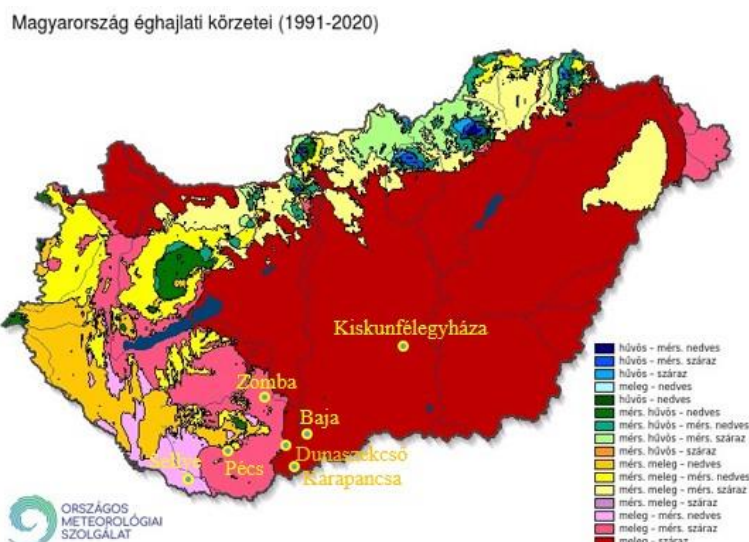 Magyarország éghajlati körzetei (1991-2020)
Kiskunfélegyháza
Zomba
Baja
Dunaszekcső
Sellye
Pécs
Karapancsa
hűvös - mérs. nedves
hűvös - mérs. száraz
hűvös - száraz
meleg - nedves
hűvös - nedves
mérs. hűvös - nedves
mérs. hűvös - mérs. nedves
mérs. hűvös - mérs. száraz
mérs. hűvös - száraz
mérs. meleg - nedves
mérs. meleg - mérs. nedves
mérs. meleg - mérs. száraz
mérs. meleg - száraz
meleg - mérs. nedves
meleg - mérs. száraz
meleg - száraz
ORSZÁGOS
METEOROLÓGIAI
SZOLGÁLAT